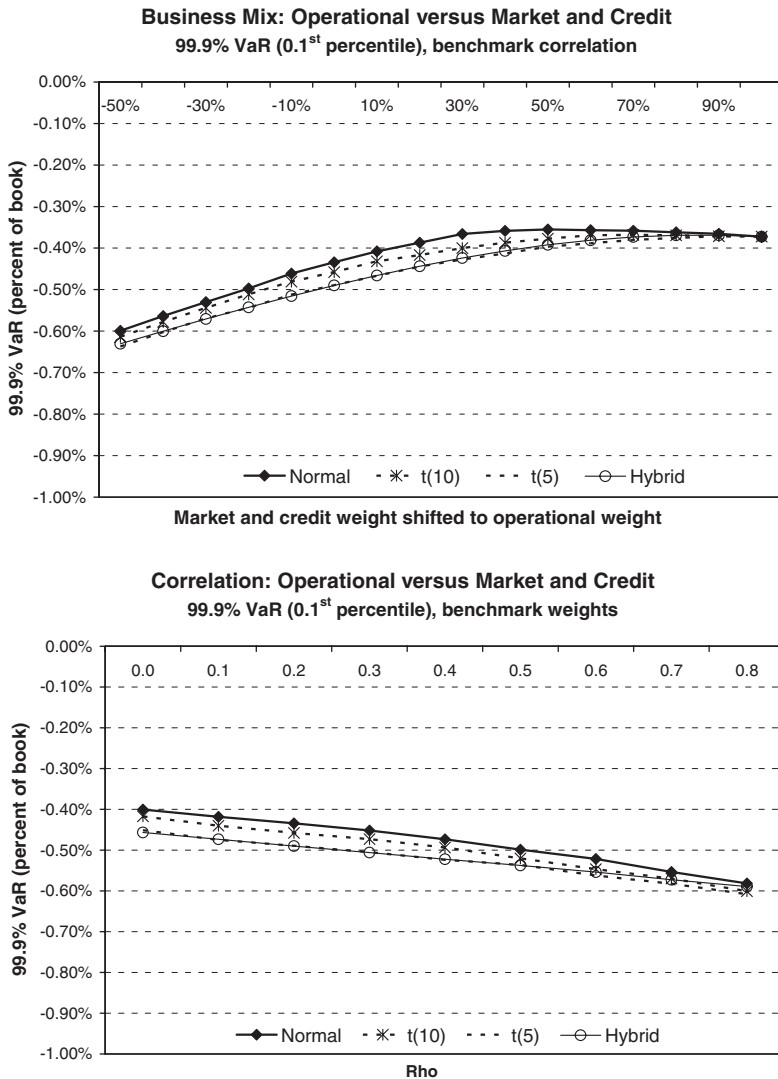 Business Mix: Operational versus Market and Credit
99.9% VaR (0.1st percentile), benchmark correlation
0.00%
-50% -30% -10% 10% 30% 50% 70% 90%
-0.10%
-0.20%
-0.30%
-0.40%
-0.50%
-0.60%
-0.70%
-0.80%
-0.90%
-1.00%
99.9% VaR (percent of book)
Normal t(10) t(5) Hybrid
Market and credit weight shifted to operational weight
Correlation: Operational versus Market and Credit
99.9% VaR (0.1st percentile), benchmark weights
0.00%
0.0 0.1 0.2 0.3 0.4 0.5 0.6 0.7 0.8
-0.10%
-0.20%
-0.30%
-0.40%
-0.50%
-0.60%
-0.70%
-0.80%
-0.90%
-1.00%
99.9% VaR (percent of book)
Normal t(10) t(5) Hybrid
Rho